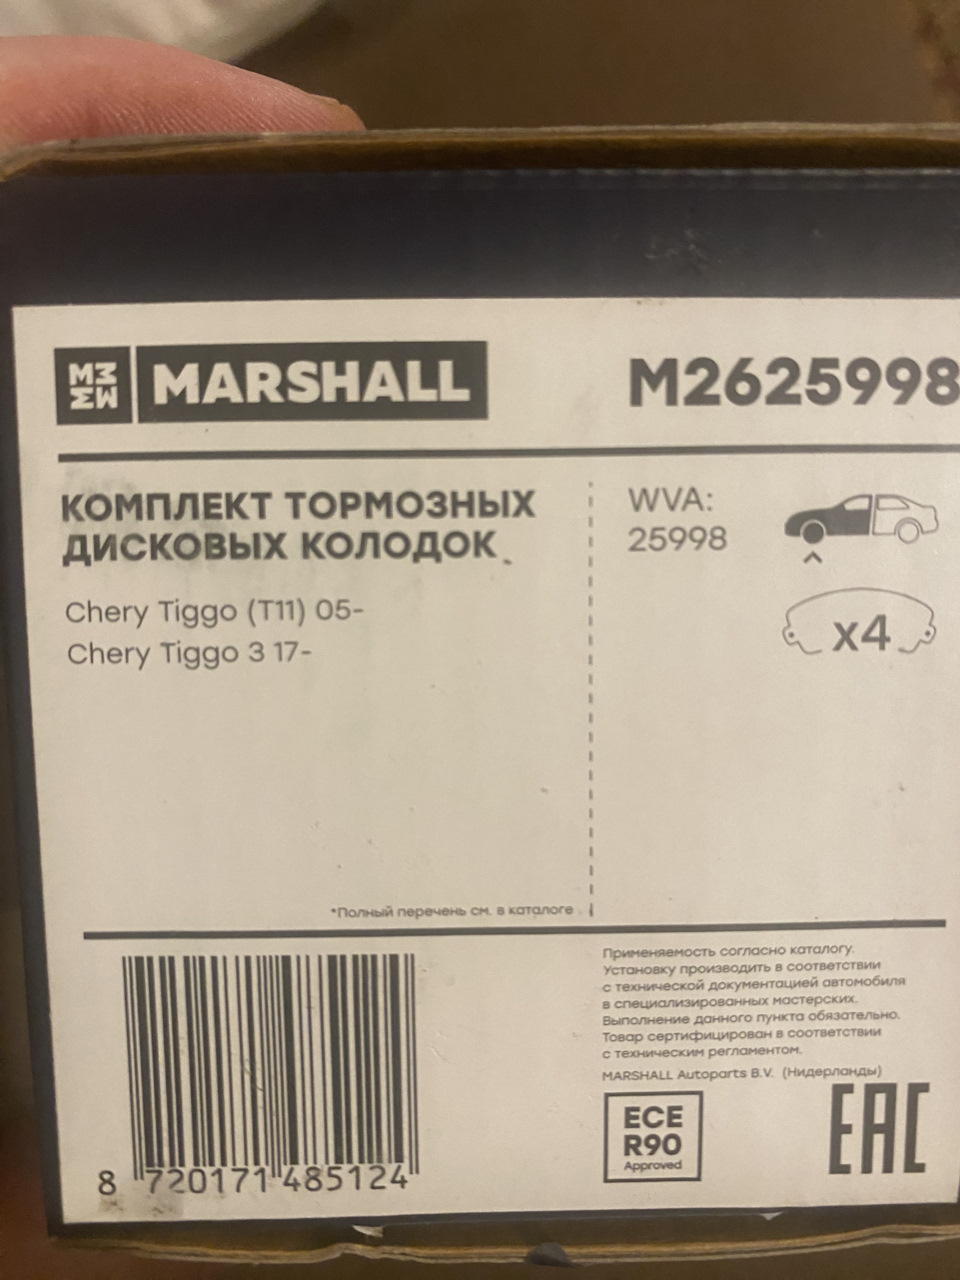 MARSHALL
M2625998
КОМПЛЕКТ ТОРМОЗНЫХ
ДИСКОВЫХ КОЛОДОК
Chery Tiggo (T11) 05-
Chery Tiggo 3 17-
*Полный перечень см. в каталоге
WVA:
25998
x4
8 720171 485124
Применяемость согласно каталогу.
Установку производить в соответствии
с технической документацией автомобиля
в специализированных мастерских.
Выполнение данного пункта обязательно.
Товар сертифицирован в соответствии
с техническим регламентом.
MARSHALL Autoparts B.V. (Нидерланды)
ECE
R90
Approved
EAC